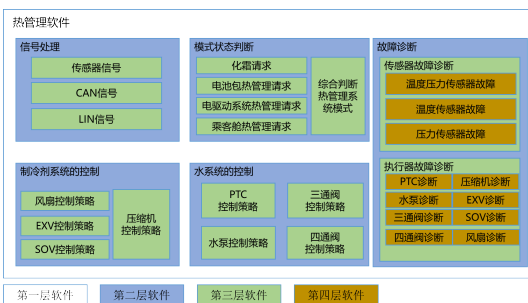 热管理软件
信号处理
传感器信号
CAN信号
LIN信号
模式状态判断
化霜请求
电池包热管理请求
电驱动系统热管理请求
乘客舱热管理请求
综合判断
热管理系
统模式
故障诊断
传感器故障诊断
温度压力传感器故障
温度传感器故障
压力传感器故障
执行器故障诊断
PTC诊断
压缩机诊断
水泵诊断
EXV诊断
三通阀诊断
SOV诊断
四通阀诊断
风扇诊断
制冷剂系统的控制
风扇控制策略
EXV控制策略
SOV控制策略
压缩机
控制策略
水系统的控制
PTC
控制策略
三通阀
控制策略
水泵控制策略
四通阀
控制策略
第一层软件
第二层软件
第三层软件
第四层软件